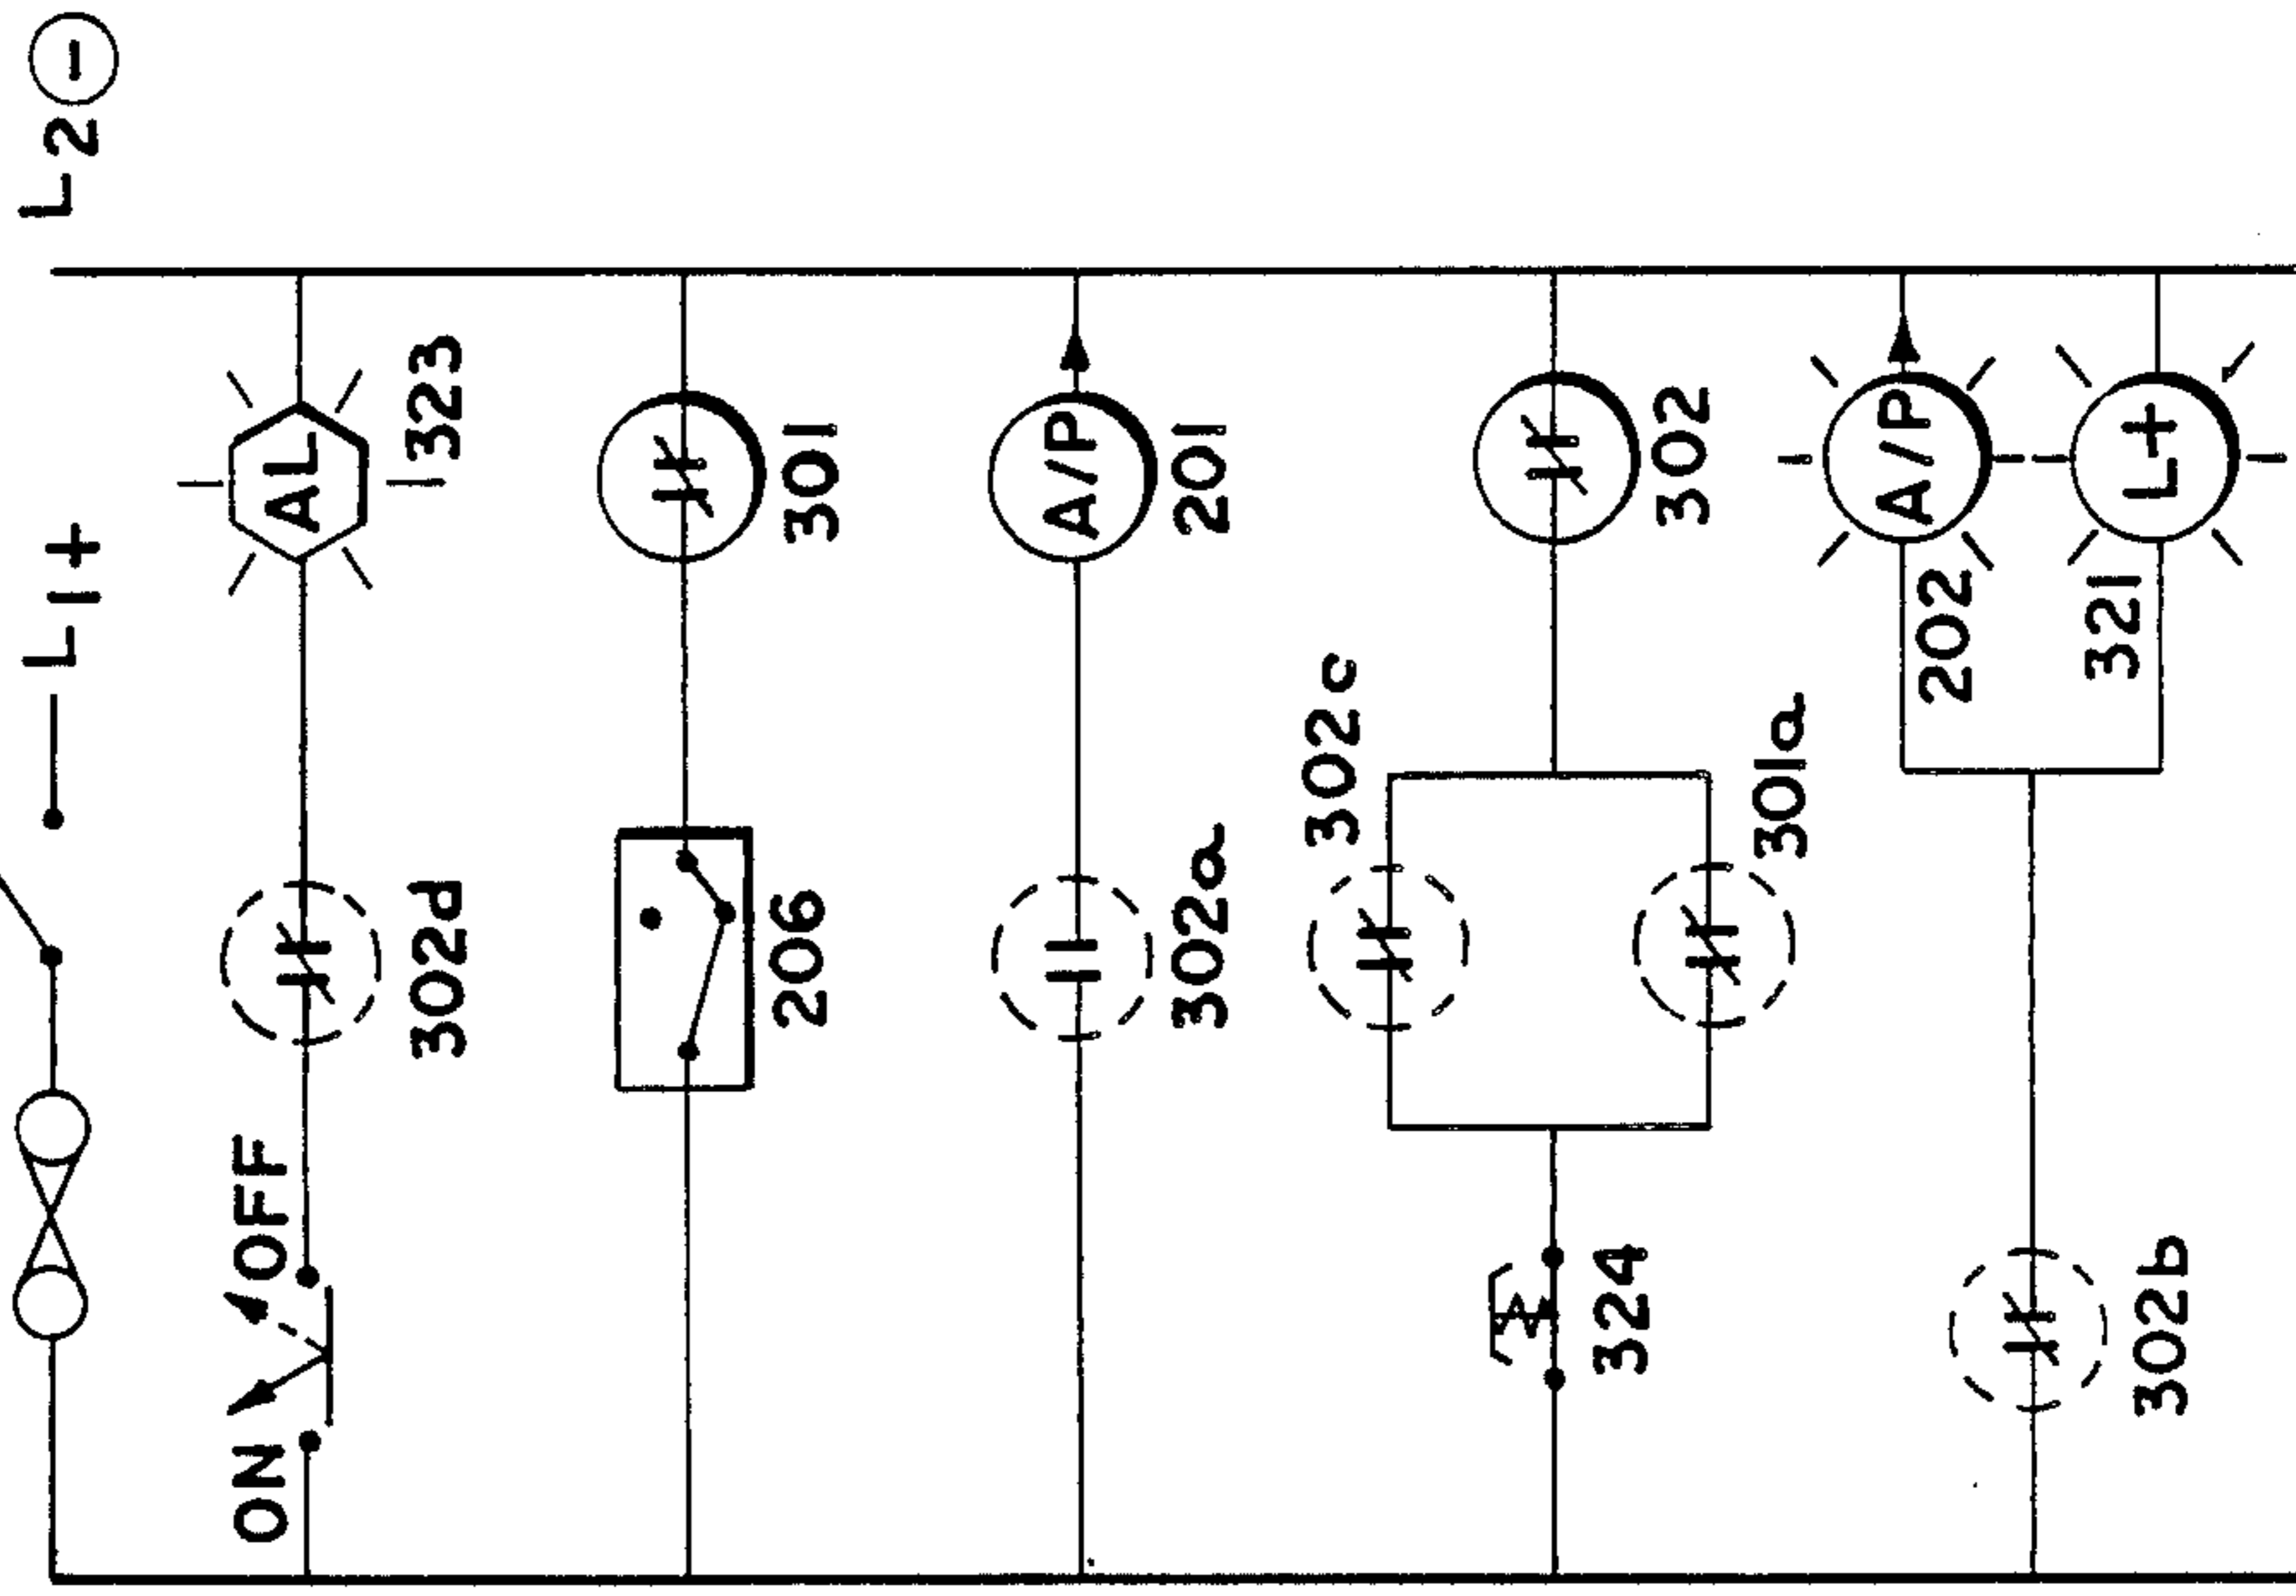 L1+ L2 ⊖
ON OFF AL
302d 323
206 301
A/P
302a 201
302c
324 302
301a
A/P
202
321
L+
302b